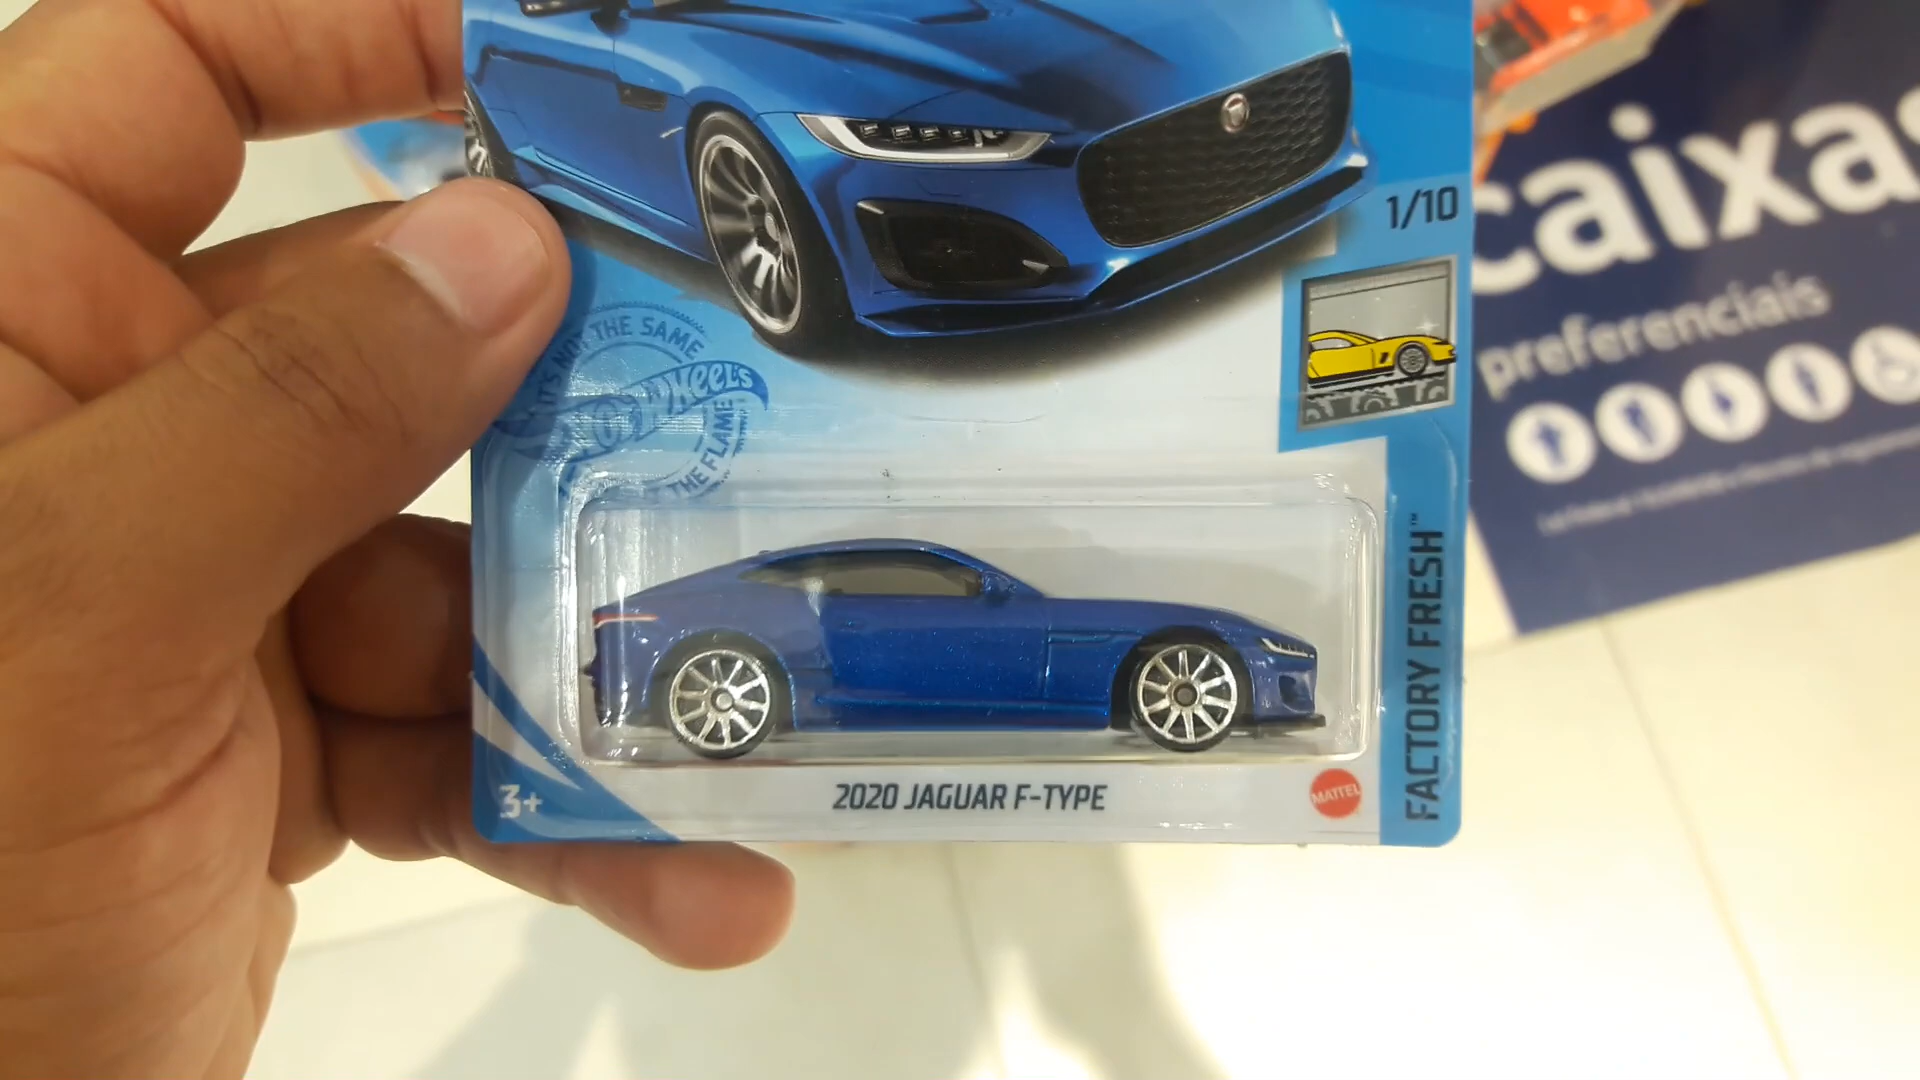 1/10
IT'S NOT THE SAME
HOT WHEELS
THE FLAME
FACTORY FRESH™
3+
2020 JAGUAR F-TYPE
MATTEL
caixas
preferenciais